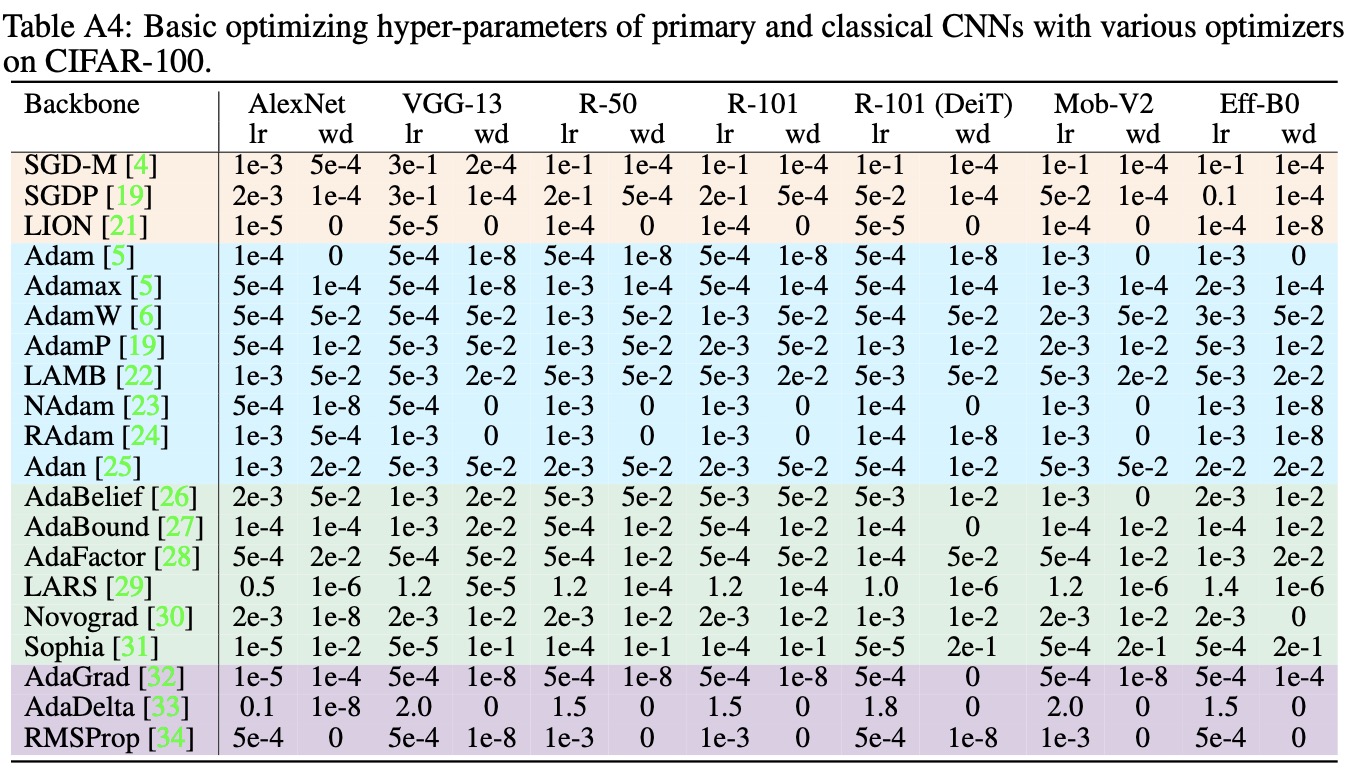 Table A4: Basic optimizing hyper-parameters of primary and classical CNNs with various optimizers
on CIFAR-100.
Backbone AlexNet VGG-13 R-50 R-101 R-101 (DeiT) Mob-V2 Eff-B0
lr wd lr wd lr wd lr wd lr wd lr wd lr wd
SGD-M [4] 1e-3 5e-4 3e-1 2e-4 1e-1 1e-4 1e-1 1e-4 1e-1 1e-4 1e-1 1e-4 1e-1 1e-4
SGDP [19] 2e-3 1e-4 3e-1 1e-4 2e-1 5e-4 2e-1 5e-4 5e-2 1e-4 5e-2 1e-4 0.1 1e-4
LION [21] 1e-5 0 5e-5 0 1e-4 0 1e-4 0 5e-5 0 1e-4 0 1e-4 1e-8
Adam [5] 1e-4 0 5e-4 1e-8 5e-4 1e-8 5e-4 1e-8 5e-4 1e-8 1e-3 0 1e-3 0
Adamax [5] 5e-4 1e-4 5e-4 1e-8 1e-3 1e-4 5e-4 1e-4 5e-4 1e-4 1e-3 1e-4 2e-3 1e-4
AdamW [6] 5e-4 5e-2 5e-4 5e-2 1e-3 5e-2 1e-3 5e-2 5e-4 5e-2 2e-3 5e-2 3e-3 5e-2
AdamP [19] 5e-4 1e-2 5e-3 5e-2 1e-3 5e-2 2e-3 5e-2 1e-3 1e-2 2e-3 1e-2 5e-3 1e-2
LAMB [22] 1e-3 5e-2 5e-3 2e-2 5e-3 5e-2 5e-3 2e-2 5e-3 5e-2 5e-3 2e-2 5e-3 2e-2
NAdam [23] 5e-4 1e-8 5e-4 0 1e-3 0 1e-3 0 1e-4 0 1e-3 0 1e-3 1e-8
RAdam [24] 1e-3 5e-4 1e-3 0 1e-3 0 1e-3 0 1e-4 1e-8 1e-3 0 1e-3 1e-8
Adan [25] 1e-3 2e-2 5e-3 5e-2 2e-3 5e-2 2e-3 5e-2 5e-4 1e-2 5e-3 5e-2 2e-2 2e-2
AdaBelief [26] 2e-3 5e-2 1e-3 2e-2 5e-3 5e-2 5e-3 5e-2 5e-3 1e-2 1e-3 0 2e-3 1e-2
AdaBound [27] 1e-4 1e-4 1e-3 2e-2 5e-4 1e-2 5e-4 1e-2 1e-4 0 1e-4 1e-2 1e-4 1e-2
AdaFactor [28] 5e-4 2e-2 5e-4 5e-2 5e-4 1e-2 5e-4 5e-2 1e-4 5e-2 5e-4 1e-2 1e-3 2e-2
LARS [29] 0.5 1e-6 1.2 5e-5 1.2 1e-4 1.2 1e-4 1.0 1e-6 1.2 1e-6 1.4 1e-6
Novograd [30] 2e-3 1e-8 2e-3 1e-2 2e-3 1e-2 2e-3 1e-2 1e-3 1e-2 2e-3 1e-2 2e-3 0
Sophia [31] 1e-5 1e-2 5e-5 1e-1 1e-4 1e-1 1e-4 1e-1 5e-5 2e-1 5e-4 2e-1 5e-4 2e-1
AdaGrad [32] 1e-5 1e-4 5e-4 1e-8 5e-4 1e-8 5e-4 1e-8 5e-4 0 5e-4 1e-8 5e-4 1e-4
AdaDelta [33] 0.1 1e-8 2.0 0 1.5 0 1.5 0 1.8 0 2.0 0 1.5 0
RMSProp [34] 5e-4 0 5e-4 1e-8 1e-3 0 1e-3 0 5e-4 1e-8 1e-3 0 5e-4 0